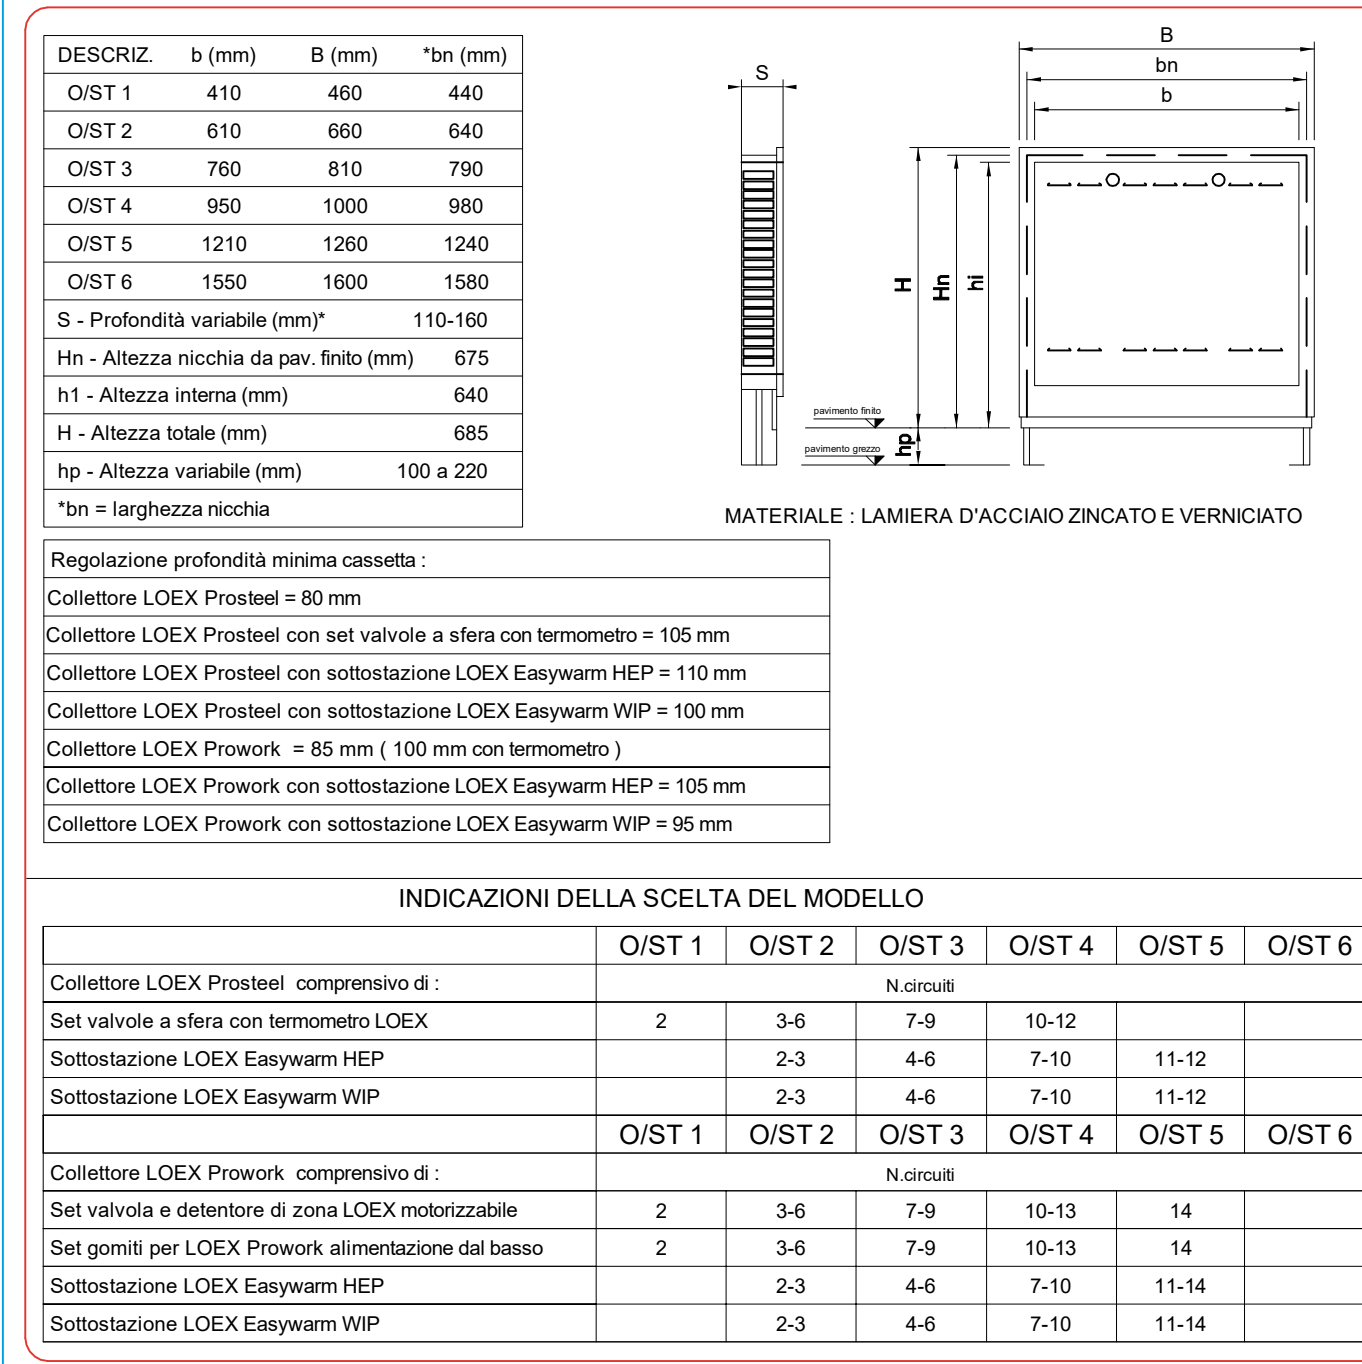 DESCRIZ. b (mm) B (mm) *bn (mm)
O/ST 1 410 460 440
O/ST 2 610 660 640
O/ST 3 760 810 790
O/ST 4 950 1000 980
O/ST 5 1210 1260 1240
O/ST 6 1550 1600 1580
S - Profondità variabile (mm)* 110-160
Hn - Altezza nicchia da pav. finito (mm) 675
h1 - Altezza interna (mm) 640
H - Altezza totale (mm) 685
hp - Altezza variabile (mm) 100 a 220
*bn = larghezza nicchia
S
B
bn
b
H
Hn
hi
pavimento finito
pavimento grezzo
hp
MATERIALE : LAMIERA D'ACCIAIO ZINCATO E VERNICIATO
Regolazione profondità minima cassetta :
Collettore LOEX Prosteel = 80 mm
Collettore LOEX Prosteel con set valvole a sfera con termometro = 105 mm
Collettore LOEX Prosteel con sottostazione LOEX Easywarm HEP = 110 mm
Collettore LOEX Prosteel con sottostazione LOEX Easywarm WIP = 100 mm
Collettore LOEX Prowork = 85 mm ( 100 mm con termometro )
Collettore LOEX Prowork con sottostazione LOEX Easywarm HEP = 105 mm
Collettore LOEX Prowork con sottostazione LOEX Easywarm WIP = 95 mm
INDICAZIONI DELLA SCELTA DEL MODELLO
O/ST 1 O/ST 2 O/ST 3 O/ST 4 O/ST 5 O/ST 6
Collettore LOEX Prosteel comprensivo di : N.circuiti
Set valvole a sfera con termometro LOEX 2 3-6 7-9 10-12
Sottostazione LOEX Easywarm HEP 2-3 4-6 7-10 11-12
Sottostazione LOEX Easywarm WIP 2-3 4-6 7-10 11-12
O/ST 1 O/ST 2 O/ST 3 O/ST 4 O/ST 5 O/ST 6
Collettore LOEX Prowork comprensivo di : N.circuiti
Set valvola e detentore di zona LOEX motorizzabile 2 3-6 7-9 10-13 14
Set gomiti per LOEX Prowork alimentazione dal basso 2 3-6 7-9 10-13 14
Sottostazione LOEX Easywarm HEP 2-3 4-6 7-10 11-14
Sottostazione LOEX Easywarm WIP 2-3 4-6 7-10 11-14